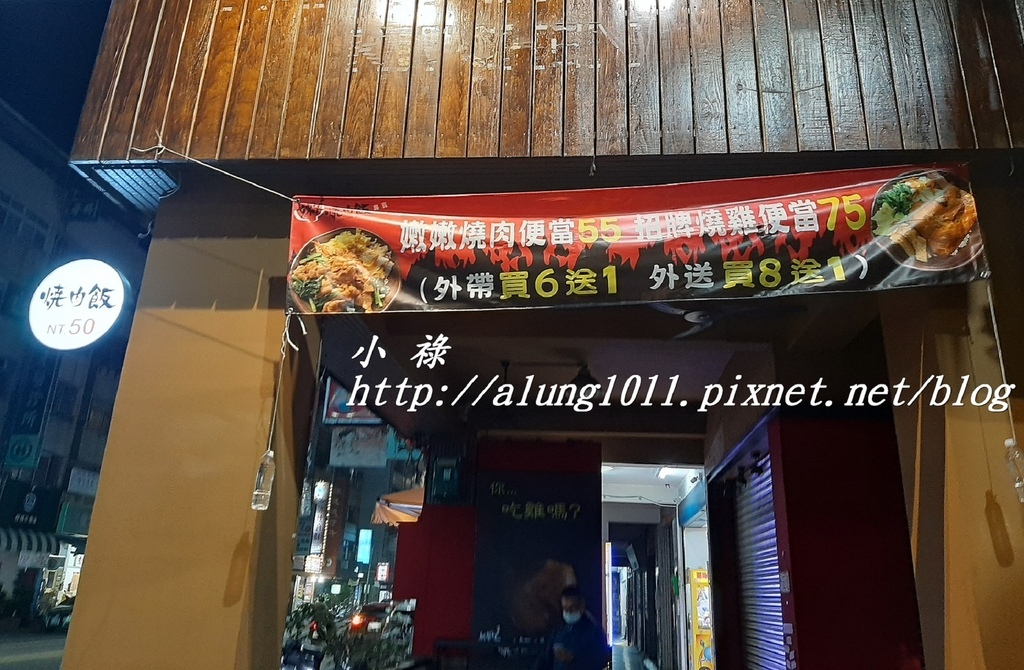 嫩嫩燒肉便當55 招牌燒雞便當75
(外帶買6送1 外送買8送1)
燒肉飯
NT 50
小 祿
http://alung1011.pixnet.net/blog
你...
吃雞嗎?